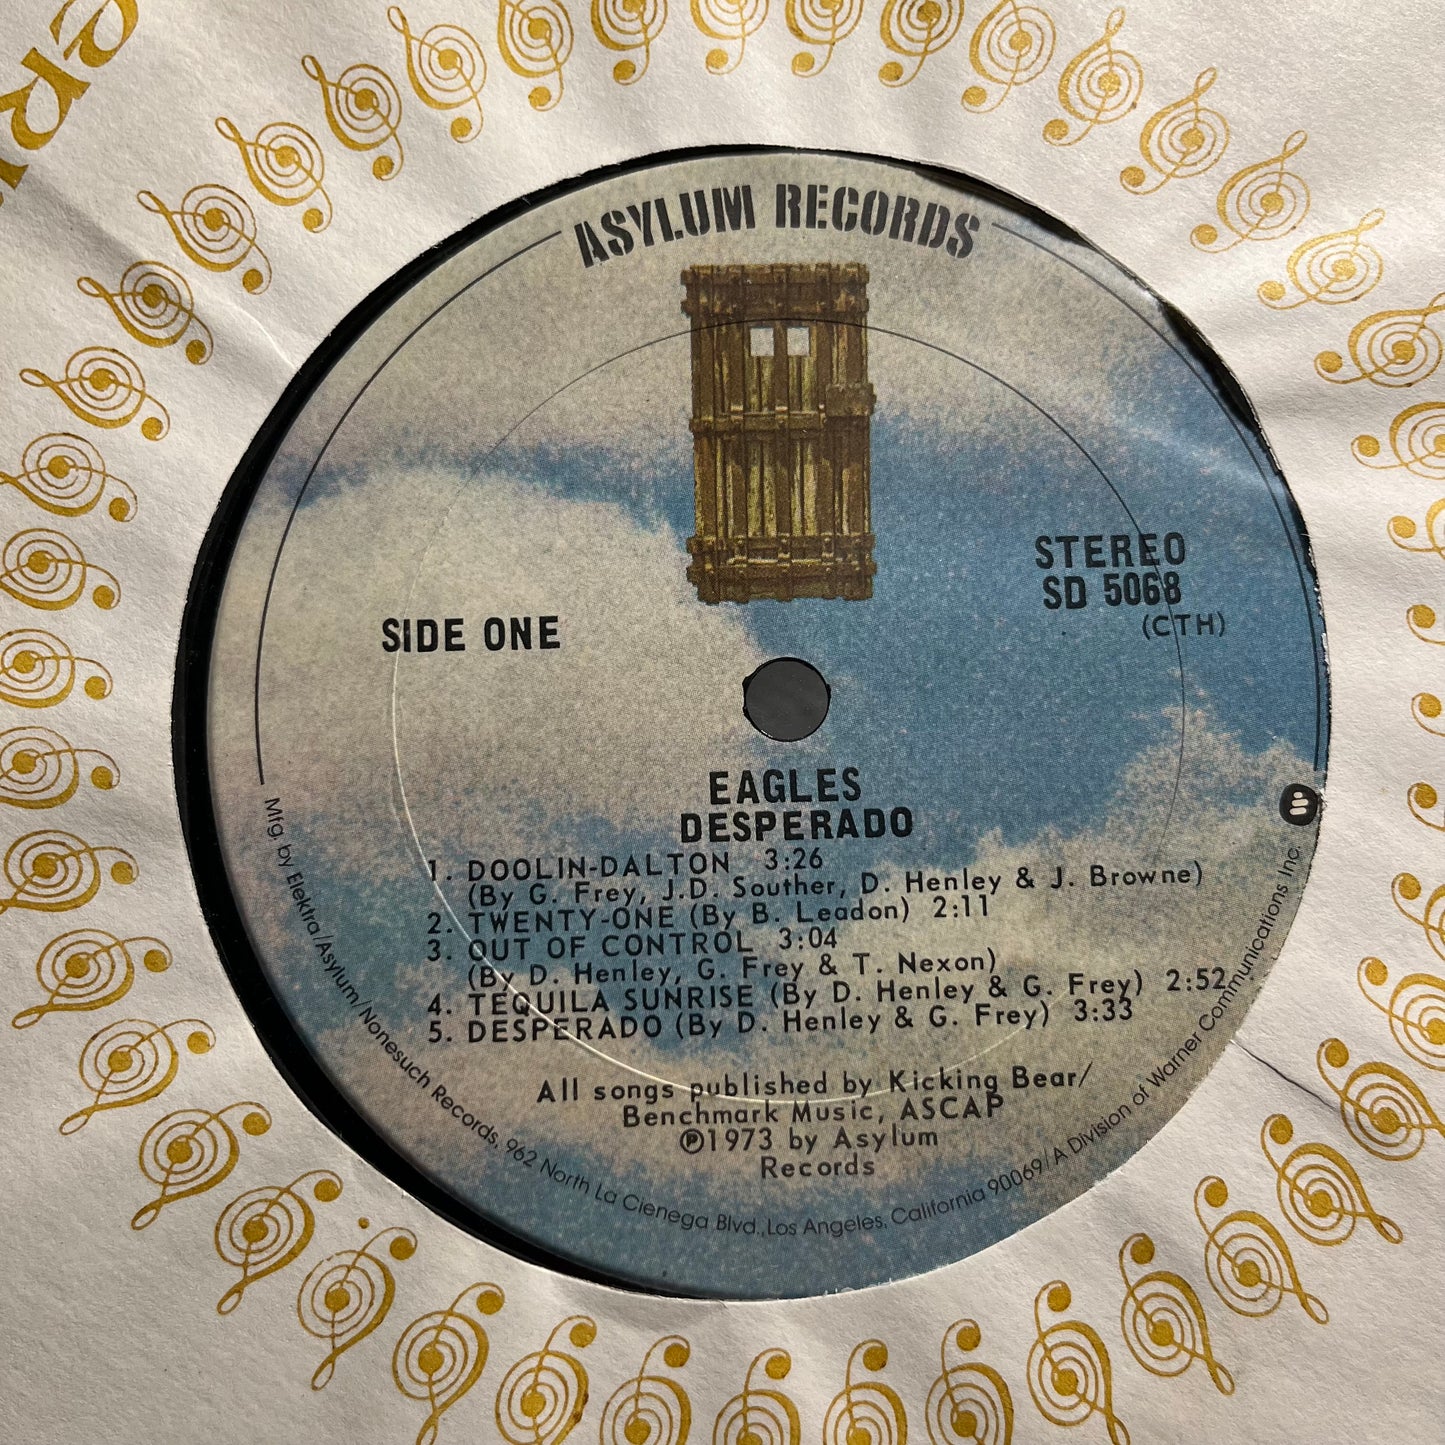 ASYLUM RECORDS
STEREO
SD 5068
(CTH)
SIDE ONE
EAGLES
DESPERADO
1. DOOLIN-DALTON 3:26
(By G. Frey, J.D. Souther, D. Henley & J. Browne)
2. TWENTY-ONE (By B. Leadon) 2:11
3. OUT OF CONTROL 3:04
(By D. Henley, G. Frey & T. Nexon)
4. TEQUILA SUNRISE (By D. Henley & G. Frey) 2:52
5. DESPERADO (By D. Henley & G. Frey) 3:33
All songs published by Kicking Bear/
Benchmark Music, ASCAP
℗1973 by Asylum
Records
Mfg. by Elektra/Asylum/Nonesuch Records, 962 North La Cienega Blvd., Los Angeles, California 90069/A Division of Warner Communications Inc.